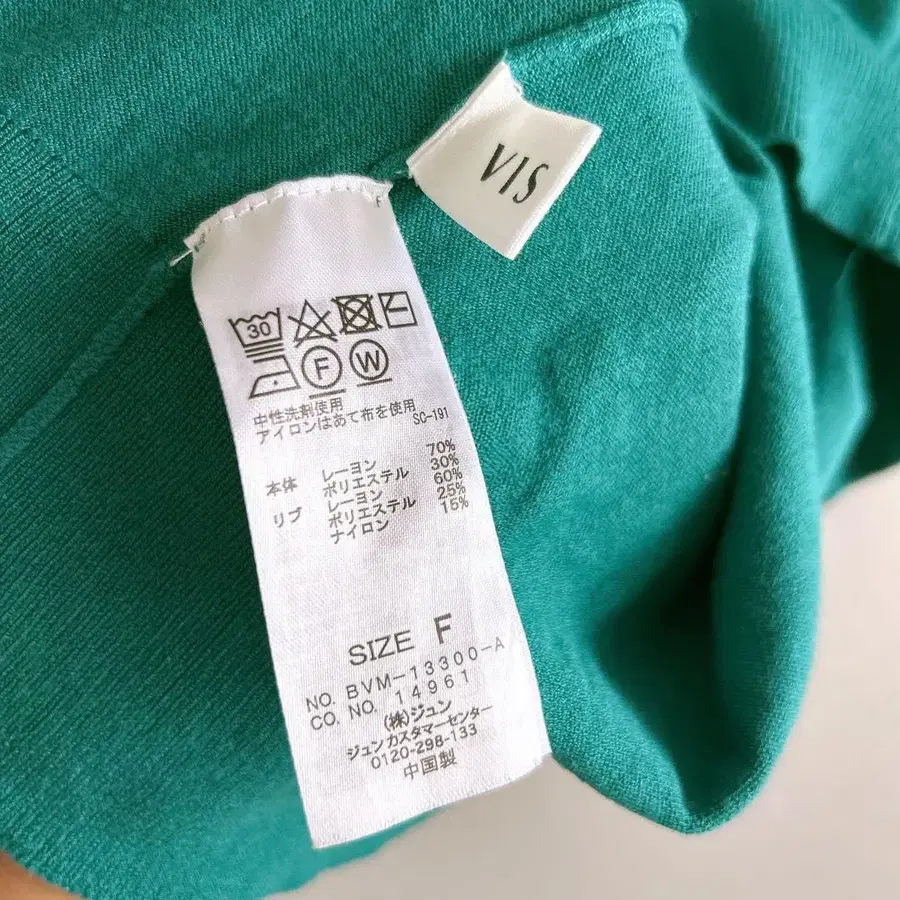 VIS
F
30
F W
中性洗剤使用
アイロンはあて布を使用 SC-191
本体 レーヨン 70%
ポリエステル 30%
リブ レーヨン 60%
ポリエステル 25%
ナイロン 15%
SIZE F
NO. BVM-13300-A
CO. NO. 14961
(株)ジュン
ジュン カスタマーセンター
0120-298-133
中国製